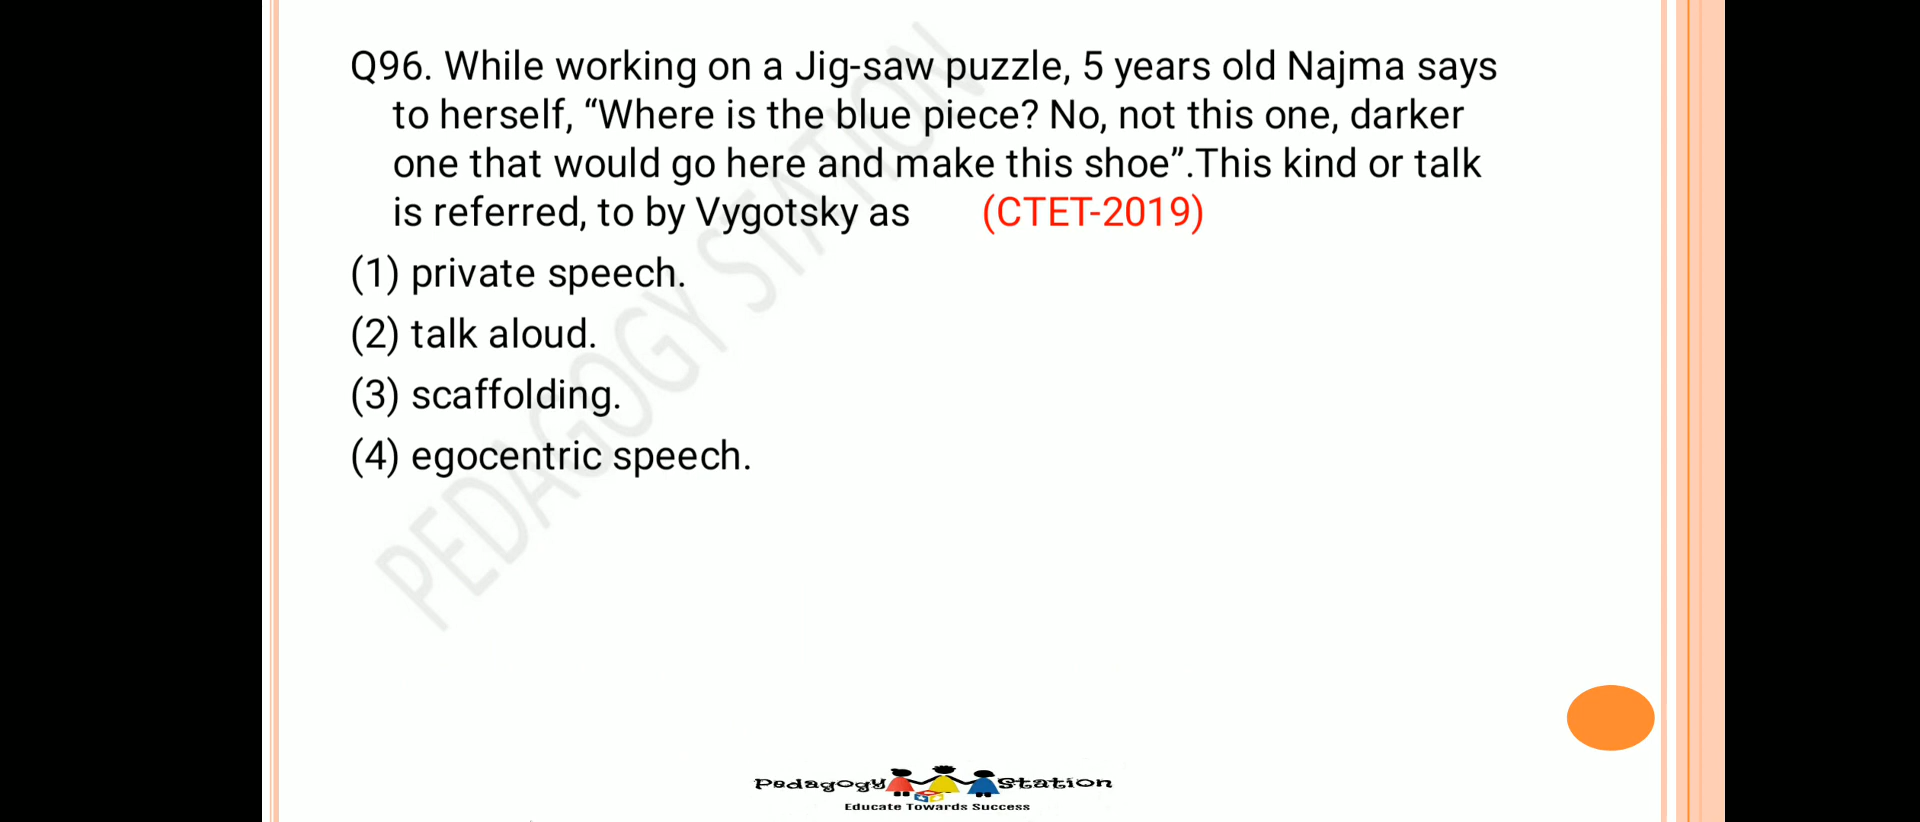 Q96. While working on a Jig-saw puzzle, 5 years old Najma says
to herself, “Where is the blue piece? No, not this one, darker
one that would go here and make this shoe”.This kind or talk
is referred, to by Vygotsky as (CTET-2019)
(1) private speech.
(2) talk aloud.
(3) scaffolding.
(4) egocentric speech.
PEDAGOGY STATION
Pedagogy Station
Educate Towards Success